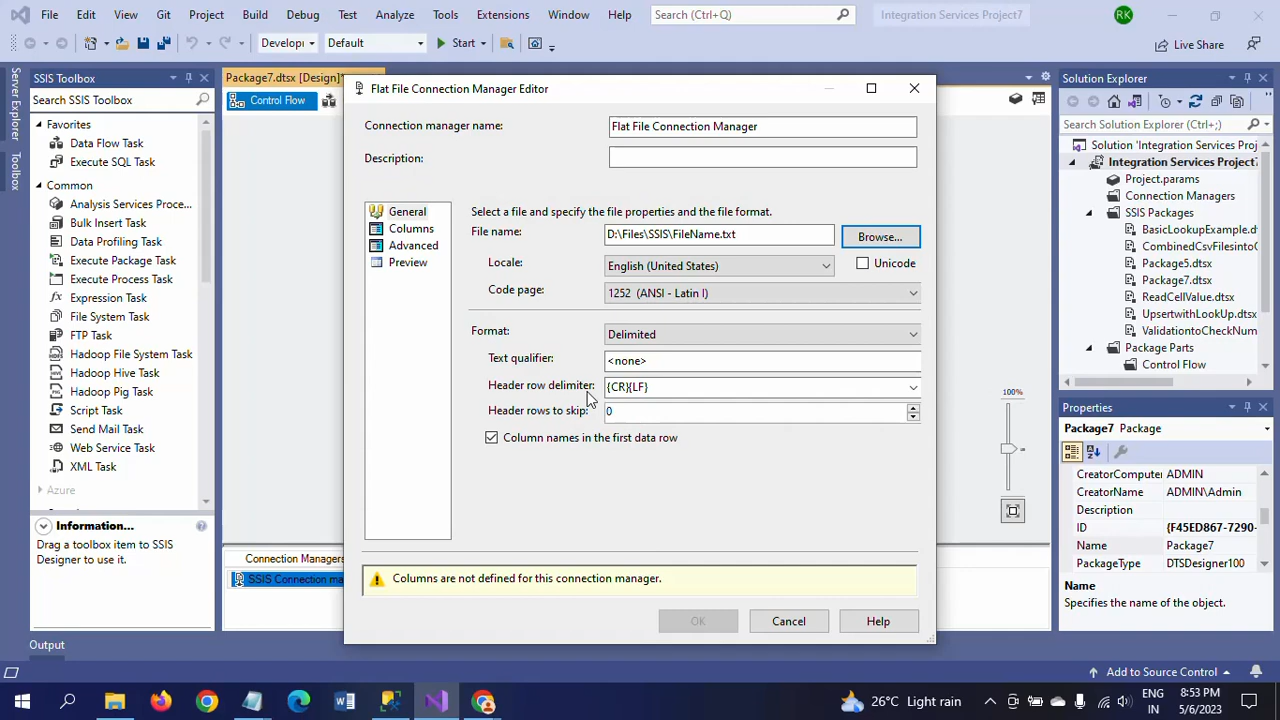 File Edit View Git Project Build Debug Test Analyze Tools Extensions Window Help Search (Ctrl+Q) Integration Services Project7 RK
Developi Default Start Live Share
Server Explorer
Toolbox
SSIS Toolbox
Search SSIS Toolbox
Favorites
Data Flow Task
Execute SQL Task
Common
Analysis Services Proce...
Bulk Insert Task
Data Profiling Task
Execute Package Task
Execute Process Task
Expression Task
File System Task
FTP Task
Hadoop File System Task
Hadoop Hive Task
Hadoop Pig Task
Script Task
Send Mail Task
Web Service Task
XML Task
Azure
Information...
Drag a toolbox item to SSIS
Designer to use it.
Package7.dtsx [Design]*
Control Flow
Flat File Connection Manager Editor
Connection manager name: Flat File Connection Manager
Description:
General
Columns
Advanced
Preview
Select a file and specify the file properties and the file format.
File name: D:\Files\SSIS\FileName.txt Browse...
Locale: English (United States) Unicode
Code page: 1252 (ANSI - Latin I)
Format: Delimited
Text qualifier: <none>
Header row delimiter: {CR}{LF}
Header rows to skip: 0
Column names in the first data row
Columns are not defined for this connection manager.
OK Cancel Help
100%
Connection Managers
SSIS Connection ma
Solution Explorer
Search Solution Explorer (Ctrl+;)
Solution 'Integration Services Proj
Integration Services Project7
Project.params
Connection Managers
SSIS Packages
BasicLookupExample.d
CombinedCsvFilesintoC
Package5.dtsx
Package7.dtsx
ReadCellValue.dtsx
UpsertwithLookUp.dtsx
ValidationtoCheckNum
Package Parts
Control Flow
Properties
Package7 Package
CreatorComputer ADMIN
CreatorName ADMIN\Admin
Description
ID {F45ED867-7290-
Name Package7
PackageType DTSDesigner100
Name
Specifies the name of the object.
Output
Add to Source Control
26°C Light rain
ENG
IN
8:53 PM
5/6/2023